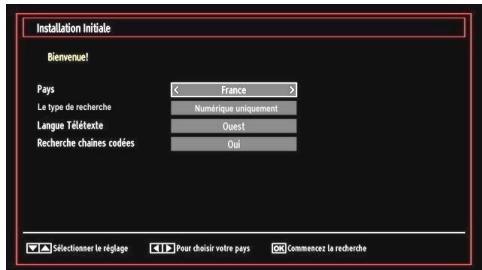 Installation Initiale
Bienvenue!
Pays < France >
Le type de recherche Numérique uniquement
Langue Télétexte Ouest
Recherche chaines codées Oui
Sélectionner le réglage Pour choisir votre pays OK Commencez la recherche